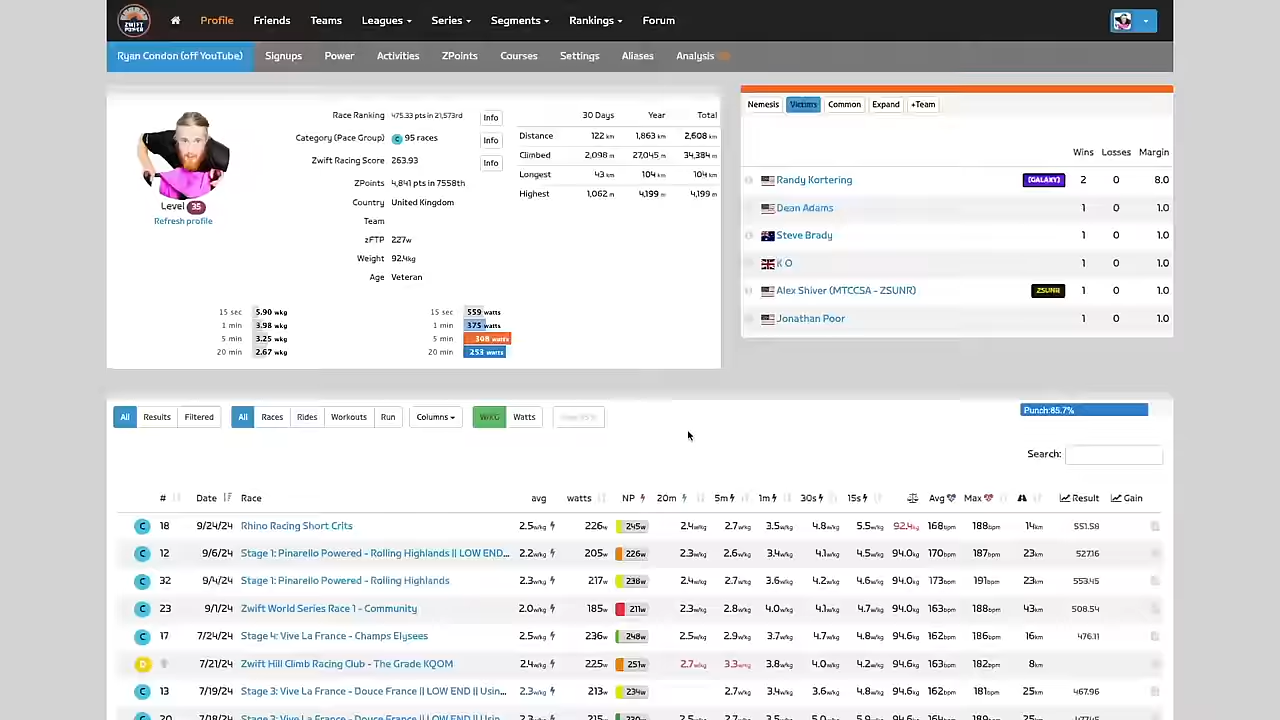 ZWIFT POWER Profile Friends Teams Leagues Series Segments Rankings Forum
Ryan Condon (off YouTube) Signups Power Activities ZPoints Courses Settings Aliases Analysis
Race Ranking 475.33 pts in 21,573rd Info
Category (Pace Group) C 95 races Info
Zwift Racing Score 263.93 Info
ZPoints 4,841 pts in 7558th
Country United Kingdom
Team
zFTP 227w
Weight 92.4kg
Age Veteran
Level 35
Refresh profile
30 Days Year Total
Distance 122 km 1,863 km 2,608 km
Climbed 2,098 m 27,045 m 34,384 m
Longest 43 km 104 km 104 km
Highest 1,062 m 4,199 m 4,199 m
15 sec 5.90 wkg 15 sec 559 watts
1 min 3.98 wkg 1 min 375 watts
5 min 3.25 wkg 5 min 308 watts
20 min 2.67 wkg 20 min 253 watts
Nemesis Victims Common Expand +Team
Wins Losses Margin
Randy Kortering [GALAXY] 2 0 8.0
Dean Adams 1 0 1.0
Steve Brady 1 0 1.0
K O 1 0 1.0
Alex Shiver (MTCCSA - ZSUNR) ZSUNR 1 0 1.0
Jonathan Poor 1 0 1.0
All Results Filtered All Races Rides Workouts Run Columns W/KG Watts
Punch:85.7%
Search:
# Date Race avg watts NP 20m 5m 1m 30s 15s Avg Max Result Gain
C 18 9/24/24 Rhino Racing Short Crits 2.5w/kg 226w 245w 2.4w/kg 2.7w/kg 3.5w/kg 4.8w/kg 5.5w/kg 92.4kg 168bpm 188bpm 14km 551.58
C 12 9/6/24 Stage 1: Pinarello Powered - Rolling Highlands || LOW END... 2.2w/kg 205w 226w 2.3w/kg 2.6w/kg 3.4w/kg 4.1w/kg 4.5w/kg 94.0kg 170bpm 187bpm 23km 527.16
C 32 9/4/24 Stage 1: Pinarello Powered - Rolling Highlands 2.3w/kg 217w 238w 2.4w/kg 2.7w/kg 3.6w/kg 4.2w/kg 4.6w/kg 94.0kg 173bpm 191bpm 23km 553.45
C 23 9/1/24 Zwift World Series Race 1 - Community 2.0w/kg 185w 211w 2.3w/kg 2.8w/kg 4.0w/kg 4.1w/kg 4.7w/kg 94.0kg 163bpm 188bpm 43km 508.54
C 17 7/24/24 Stage 4: Vive La France - Champs Elysees 2.5w/kg 236w 248w 2.5w/kg 2.9w/kg 3.7w/kg 4.7w/kg 4.8w/kg 94.6kg 162bpm 186bpm 16km 476.11
D 7/21/24 Zwift Hill Climb Racing Club - The Grade KQOM 2.4w/kg 225w 251w 2.7w/kg 3.3w/kg 3.8w/kg 4.0w/kg 4.2w/kg 94.6kg 163bpm 182bpm 8km
C 13 7/19/24 Stage 3: Vive La France - Douce France || LOW END || Usin... 2.3w/kg 213w 234w 2.7w/kg 3.4w/kg 3.6w/kg 4.8w/kg 94.6kg 162bpm 181bpm 25km 467.96